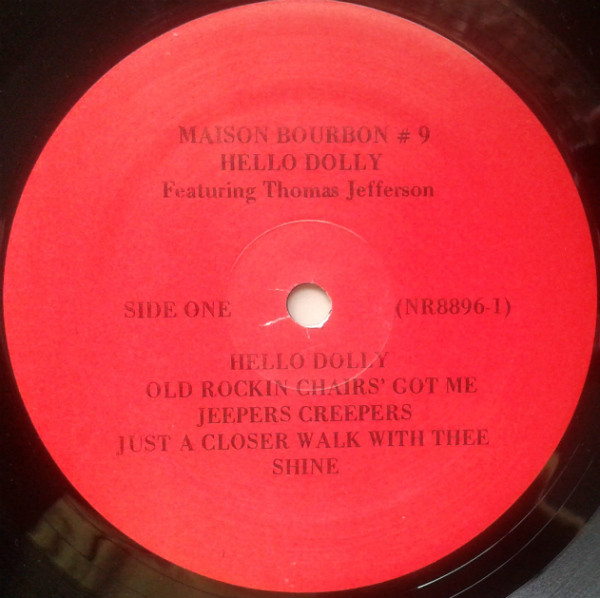 MAISON BOURBON # 9
HELLO DOLLY
Featuring Thomas Jefferson
SIDE ONE (NR8896-1)
HELLO DOLLY
OLD ROCKIN CHAIRS' GOT ME
JEEPERS CREEPERS
JUST A CLOSER WALK WITH THEE
SHINE